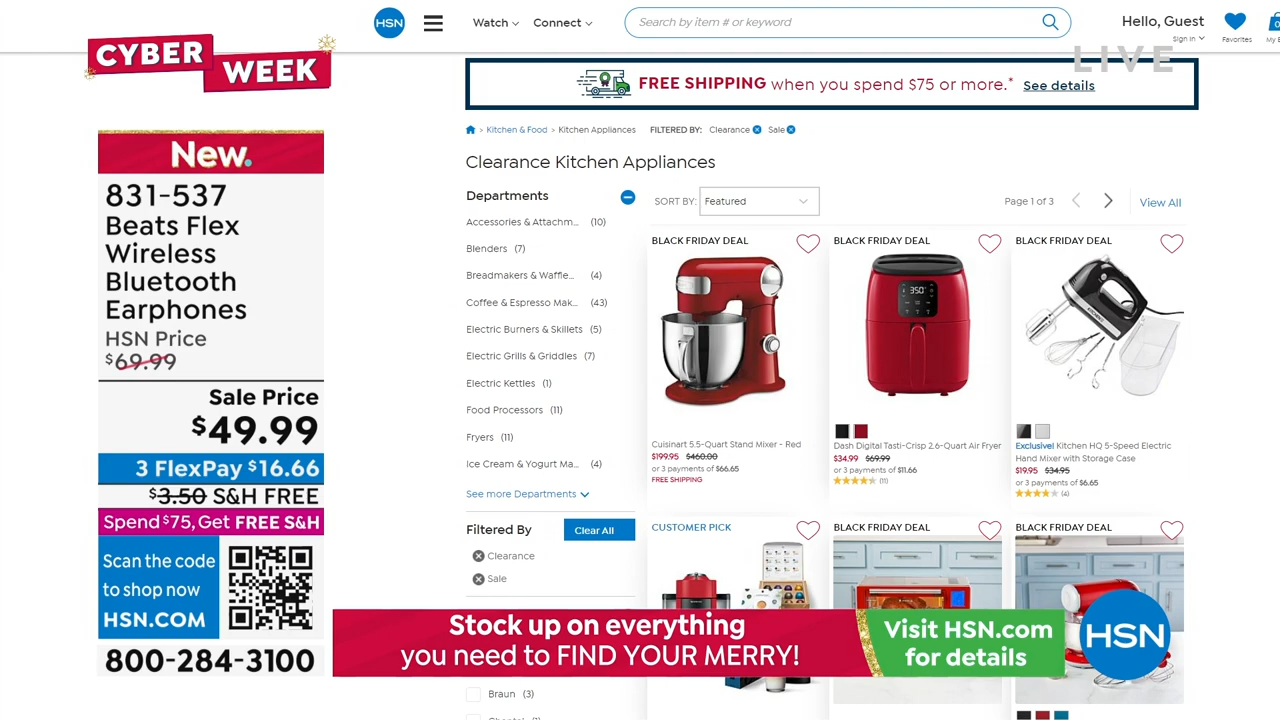 HSN
Watch
Connect
Search by item # or keyword
Hello, Guest
Sign In
Favorites
0
LIVE
CYBER
WEEK
FREE SHIPPING when you spend $75 or more.* See details
> Kitchen & Food > Kitchen Appliances
FILTERED BY: Clearance Sale
Clearance Kitchen Appliances
New.
831-537
Beats Flex
Wireless
Bluetooth
Earphones
HSN Price
$69.99
Sale Price
$49.99
3 FlexPay $16.66
$3.50 S&H FREE
Spend $75, Get FREE S&H
Scan the code
to shop now
HSN.COM
800-284-3100
Departments
Accessories & Attachm... (10)
Blenders (7)
Breadmakers & Waffle... (4)
Coffee & Espresso Mak... (43)
Electric Burners & Skillets (5)
Electric Grills & Griddles (7)
Electric Kettles (1)
Food Processors (11)
Fryers (11)
Ice Cream & Yogurt Ma... (4)
See more Departments
Filtered By
Clear All
Clearance
Sale
Braun (3)
SORT BY: Featured
Page 1 of 3
View All
BLACK FRIDAY DEAL
Cuisinart 5.5-Quart Stand Mixer - Red
$199.95 $460.00
or 3 payments of $66.65
FREE SHIPPING
BLACK FRIDAY DEAL
350°
Dash Digital Tasti-Crisp 2.6-Quart Air Fryer
$34.99 $69.99
or 3 payments of $11.66
(11)
BLACK FRIDAY DEAL
Exclusive! Kitchen HQ 5-Speed Electric
Hand Mixer with Storage Case
$19.95 $34.95
or 3 payments of $6.65
(4)
CUSTOMER PICK
BLACK FRIDAY DEAL
BLACK FRIDAY DEAL
Stock up on everything
you need to FIND YOUR MERRY!
Visit HSN.com
for details
HSN